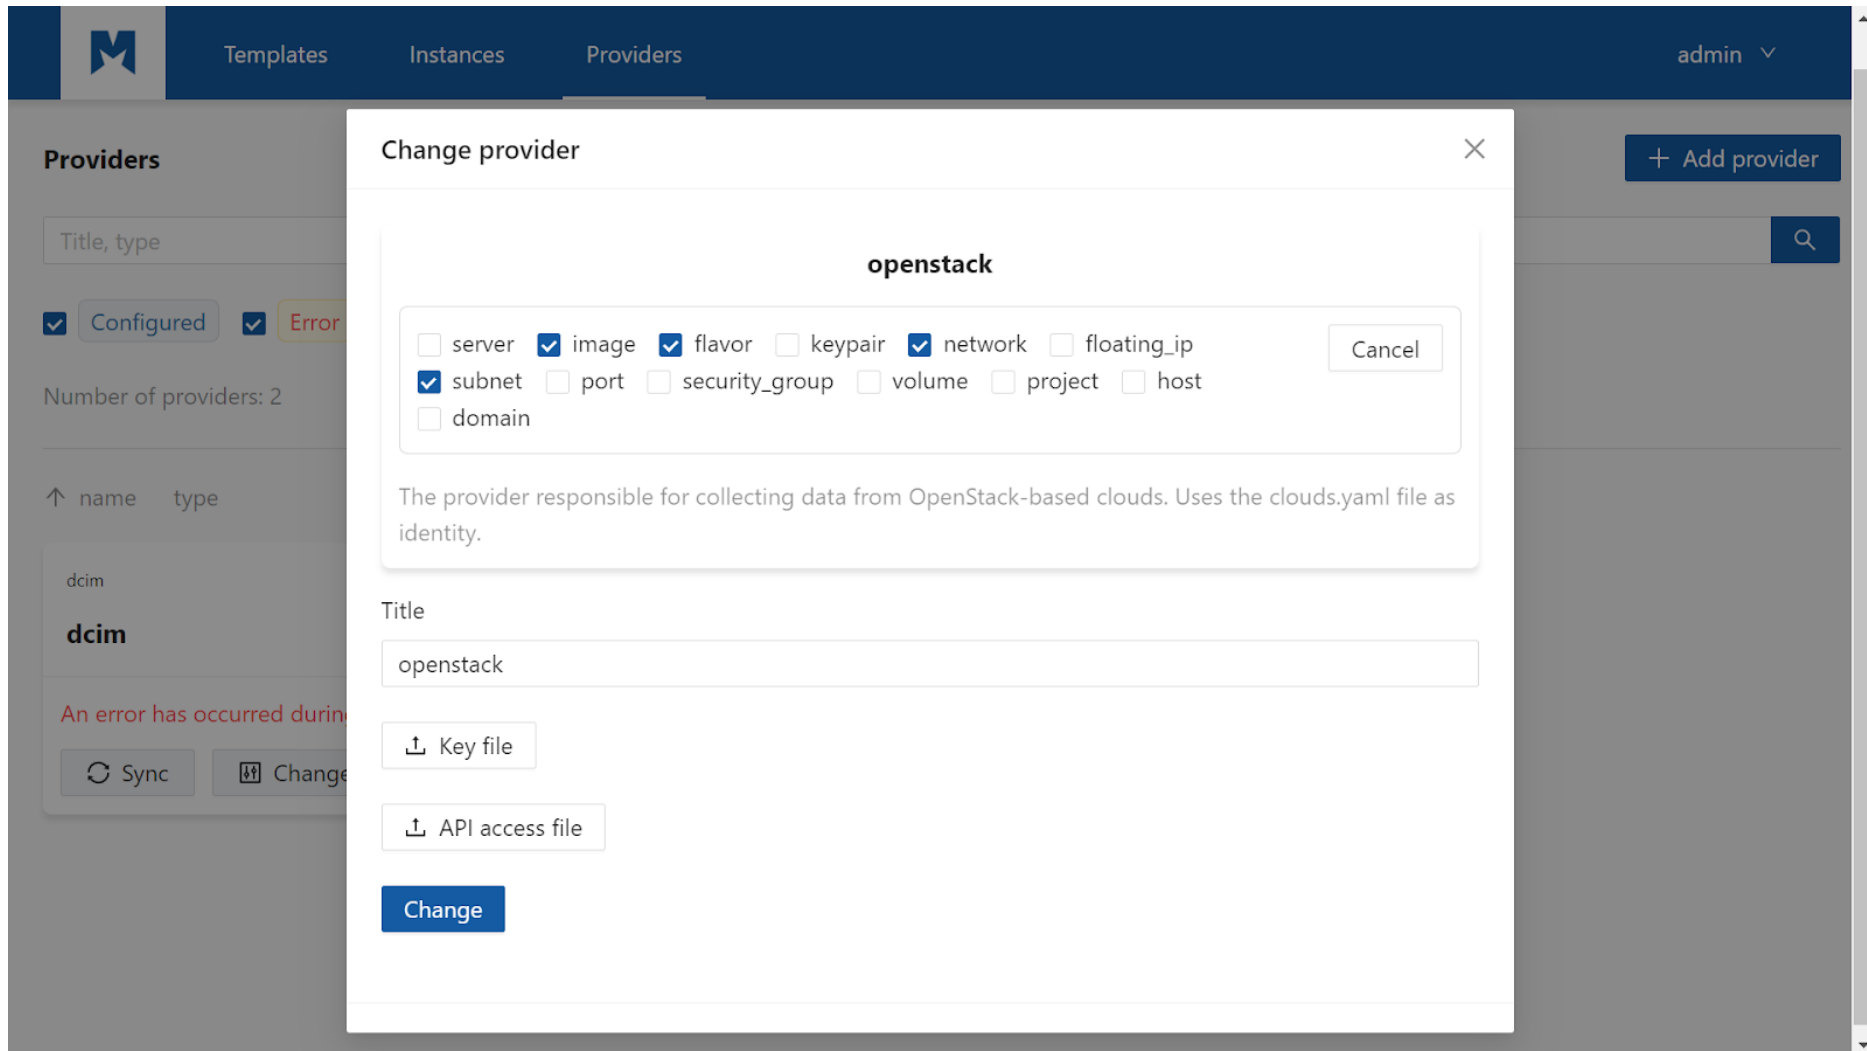 Templates Instances Providers admin
Change provider
Providers
+ Add provider
Title, type
openstack
Configured Error
server image flavor keypair network floating_ip
Cancel
subnet port security_group volume project host
domain
Number of providers: 2
name type
The provider responsible for collecting data from OpenStack-based clouds. Uses the clouds.yaml file as
identity.
dcim
dcim
An error has occurred during
Sync Change
Title
openstack
Key file
API access file
Change